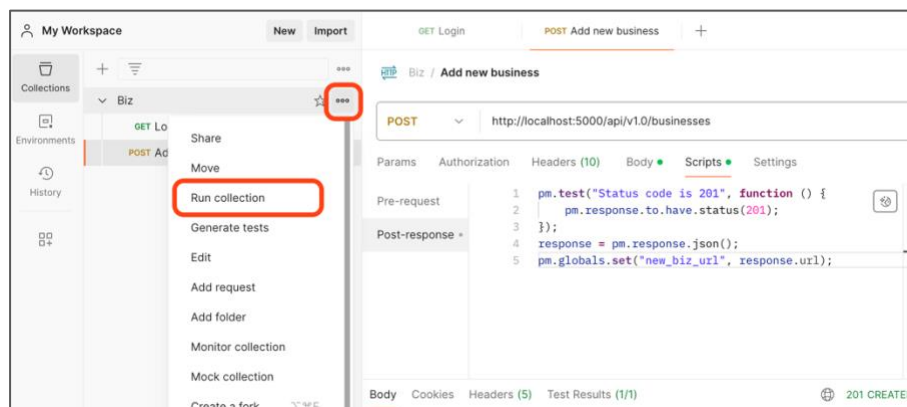 My Workspace
New
Import
GET Login
POST Add new business
Collections
Environments
History
Biz
GET Lo
POST Ad
Share
Move
Run collection
Generate tests
Edit
Add request
Add folder
Monitor collection
Mock collection
Create a fork
Biz / Add new business
POST
http://localhost:5000/api/v1.0/businesses
Params Authorization Headers (10) Body Scripts Settings
Pre-request
Post-response
1 pm.test("Status code is 201", function () {
2 pm.response.to.have.status(201);
3 });
4 response = pm.response.json();
5 pm.globals.set("new_biz_url", response.url);
Body Cookies Headers (5) Test Results (1/1)
201 CREATE